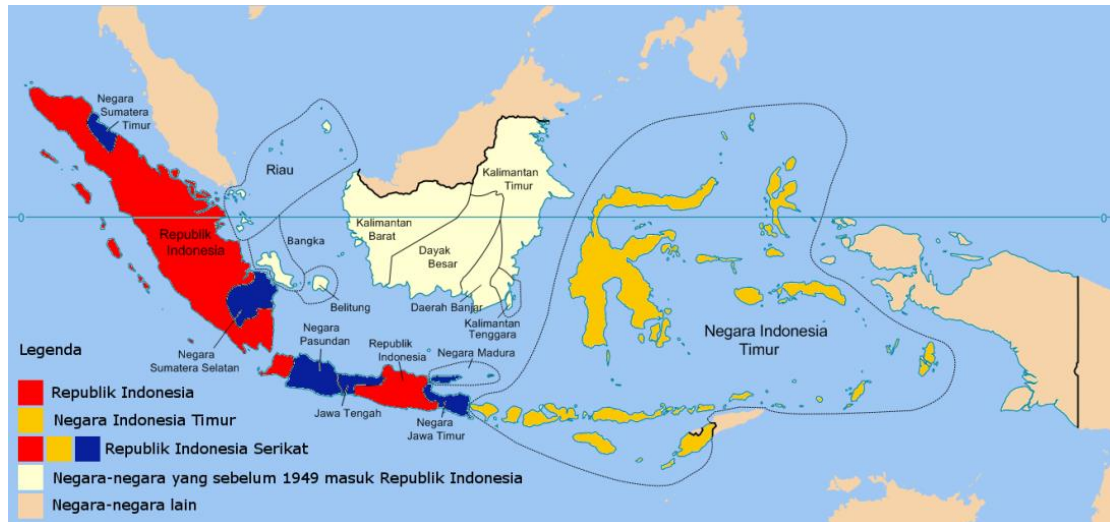 Negara
Sumatera
Timur
Riau
Kalimantan
Timur
0
0
Republik
Indonesia
Bangka
Kalimantan
Barat
Dayak
Besar
Belitung
Daerah Banjar
Kalimantan
Tenggara
Negara Indonesia
Timur
Negara
Sumatera Selatan
Negara
Pasundan
Republik
Indonesia
Negara Madura
Jawa Tengah
Negara
Jawa Timur
Legenda
Republik Indonesia
Negara Indonesia Timur
Republik Indonesia Serikat
Negara-negara yang sebelum 1949 masuk Republik Indonesia
Negara-negara lain